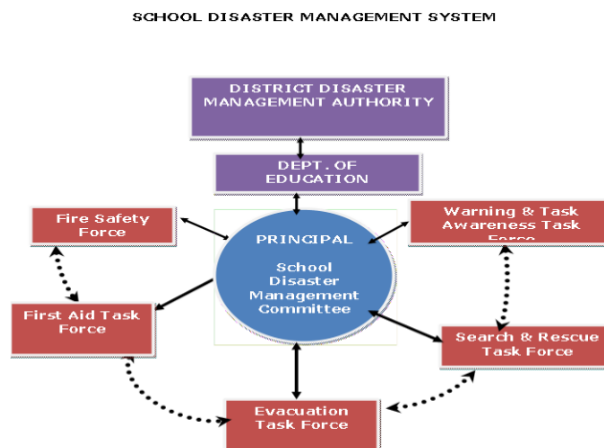 SCHOOL DISASTER MANAGEMENT SYSTEM
DISTRICT DISASTER
MANAGEMENT AUTHORITY
DEPT. OF
EDUCATION
Fire Safety
Force
Warning & Task
Awareness Task
Force
PRINCIPAL
School
Disaster
Management
Committee
First Aid Task
Force
Search & Rescue
Task Force
Evacuation
Task Force